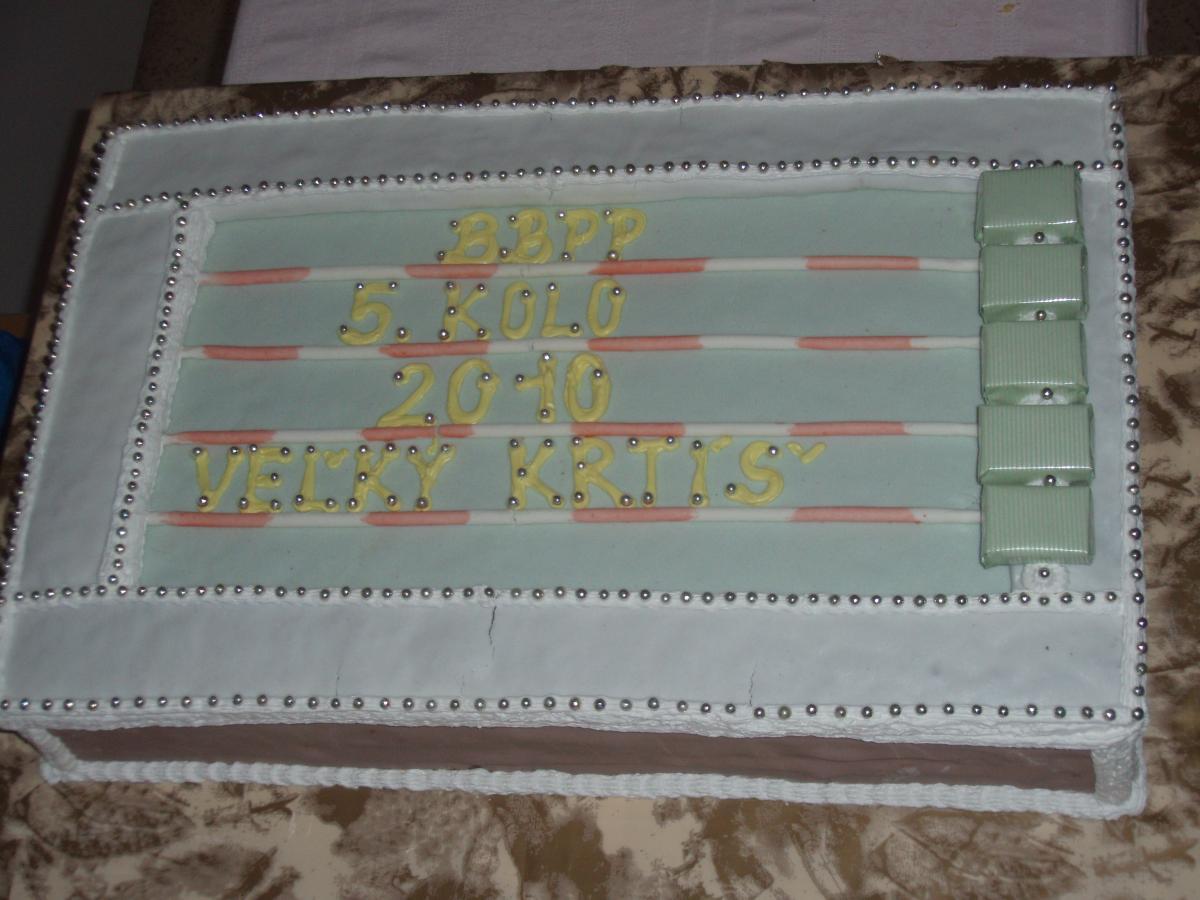 BBPP
5. KOLO
2010
VEĽKÝ KRTÍŠ